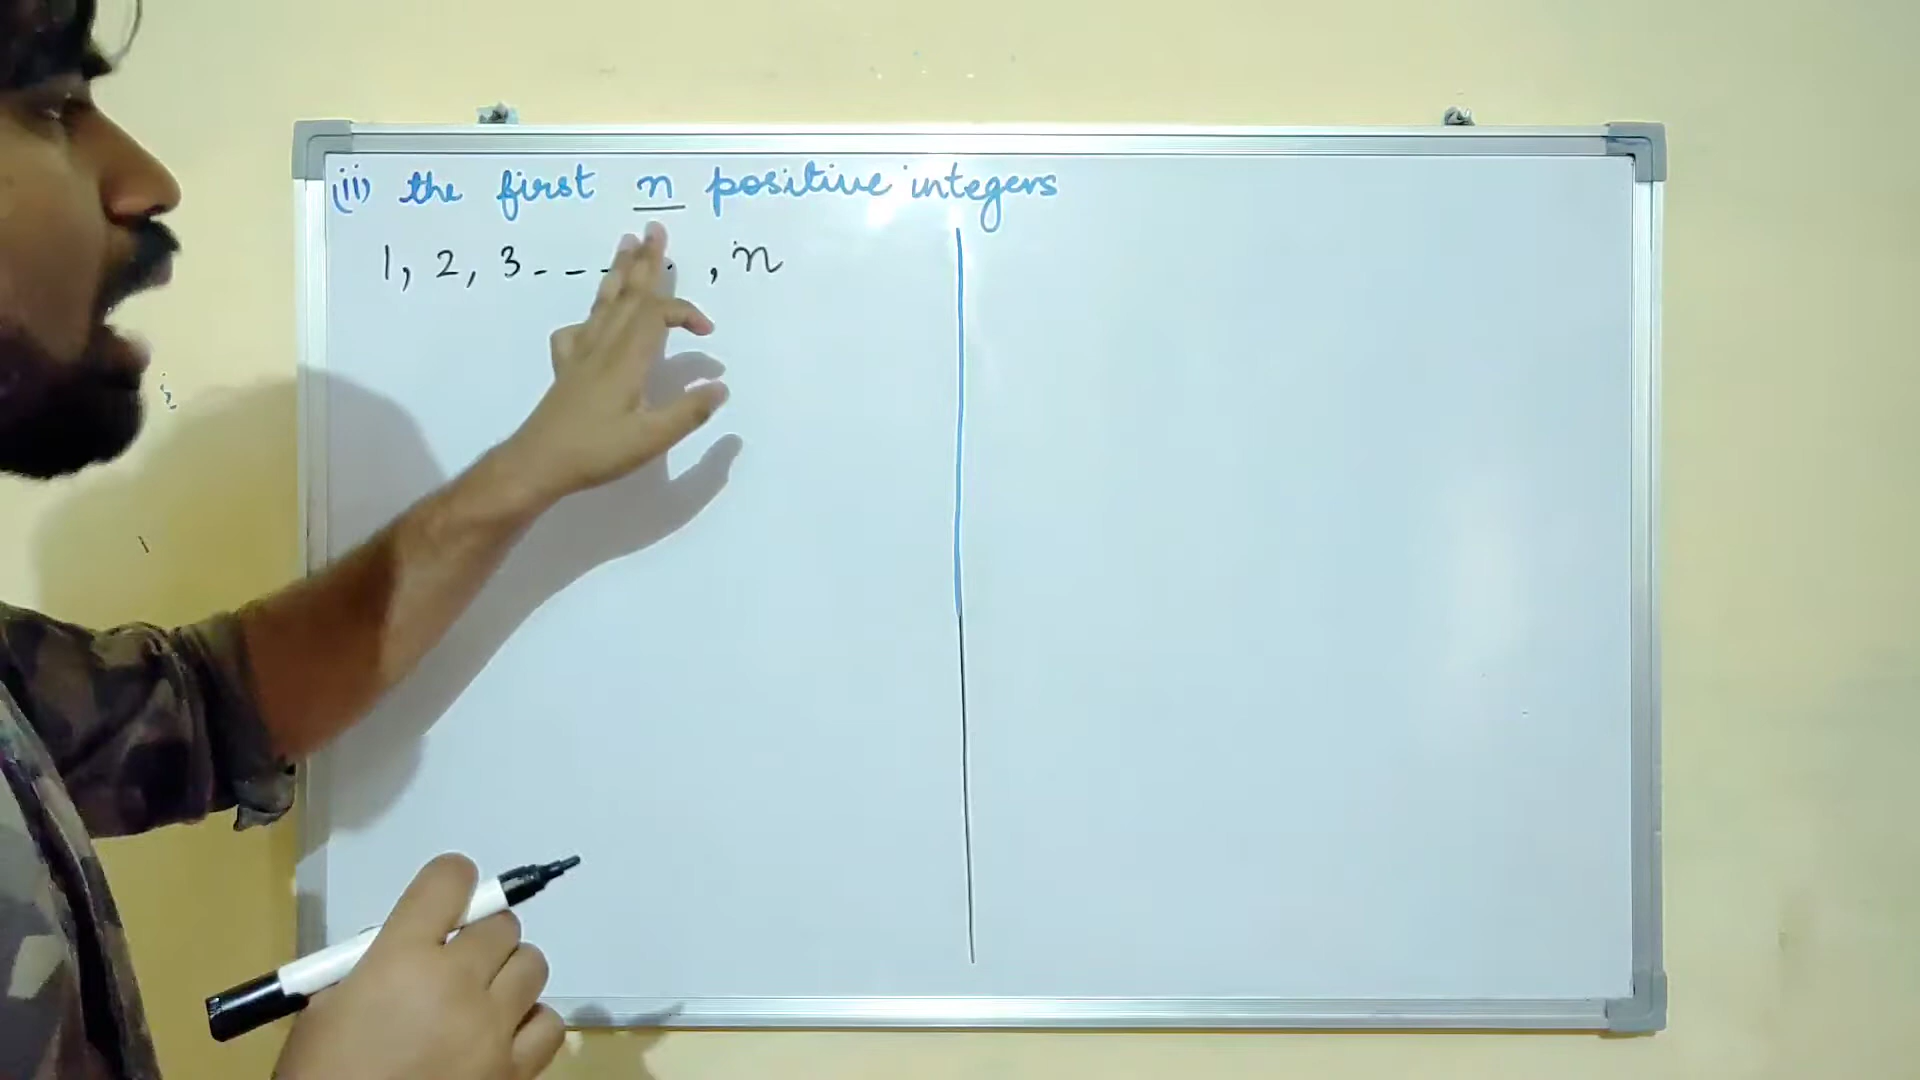 (ii) the first n positive integers
1, 2, 3 - - - - . , n